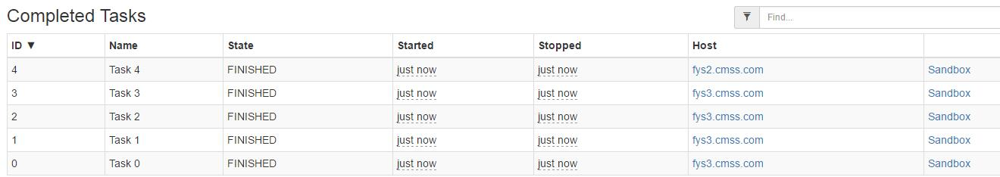 Completed Tasks
Find...
ID ▼ Name State Started Stopped Host
4 Task 4 FINISHED just now just now fys2.cmss.com Sandbox
3 Task 3 FINISHED just now just now fys3.cmss.com Sandbox
2 Task 2 FINISHED just now just now fys3.cmss.com Sandbox
1 Task 1 FINISHED just now just now fys3.cmss.com Sandbox
0 Task 0 FINISHED just now just now fys3.cmss.com Sandbox